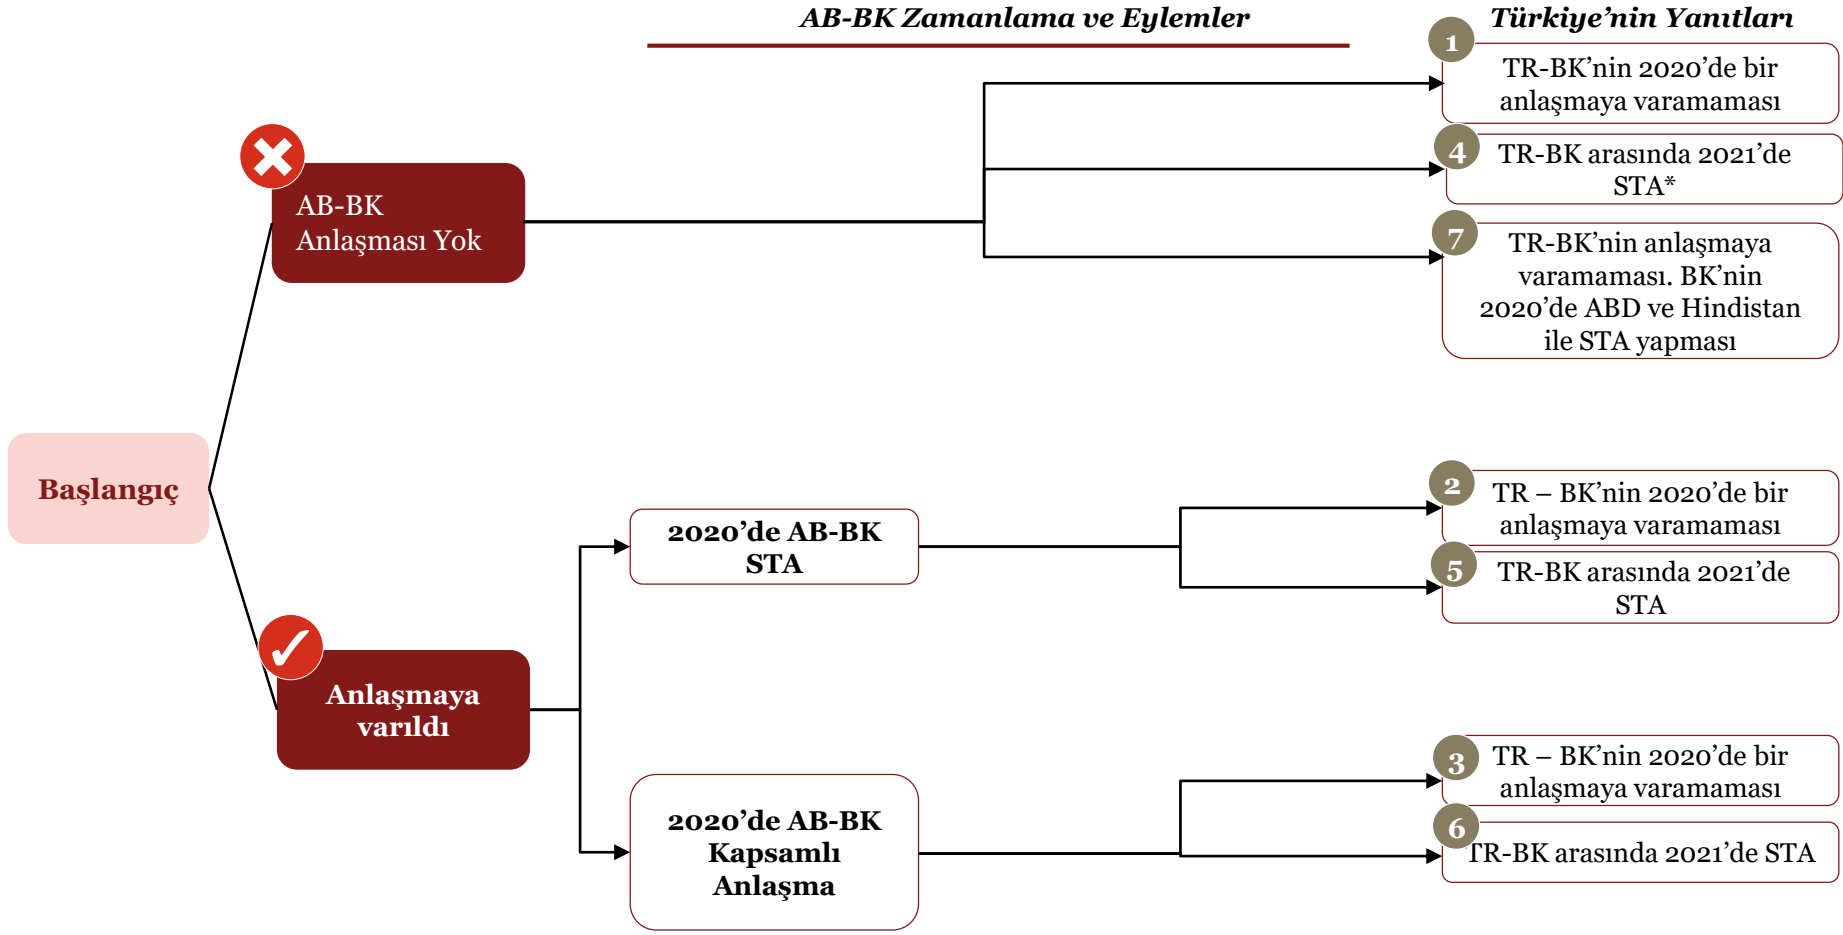 AB-BK Zamanlama ve Eylemler
Türkiye’nin Yanıtları
1
TR-BK’nin 2020’de bir
anlaşmaya varamaması
4
TR-BK arasında 2021’de
STA*
AB-BK
Anlaşması Yok
7
TR-BK’nin anlaşmaya
varamaması. BK’nin
2020’de ABD ve Hindistan
ile STA yapması
Başlangıç
2
TR – BK’nin 2020’de bir
anlaşmaya varamaması
2020’de AB-BK
STA
5
TR-BK arasında 2021’de
STA
Anlaşmaya
varıldı
3
TR – BK’nin 2020’de bir
anlaşmaya varamaması
2020’de AB-BK
Kapsamlı
Anlaşma
6
TR-BK arasında 2021’de STA